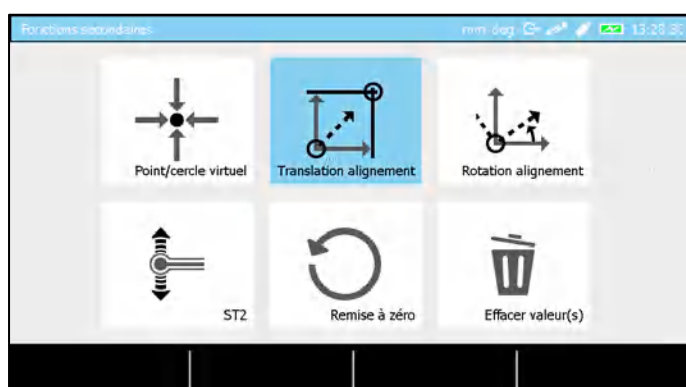 Fonctions secondaires
mm deg 13:28:30
Point/cercle virtuel
Translation alignement
Rotation alignement
ST2
Remise à zéro
Effacer valeur(s)